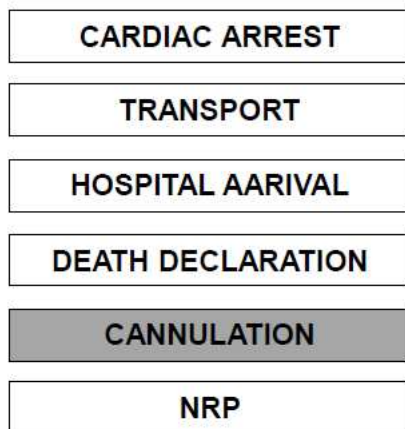 CARDIAC ARREST
TRANSPORT
HOSPITAL AARIVAL
DEATH DECLARATION
CANNULATION
NRP